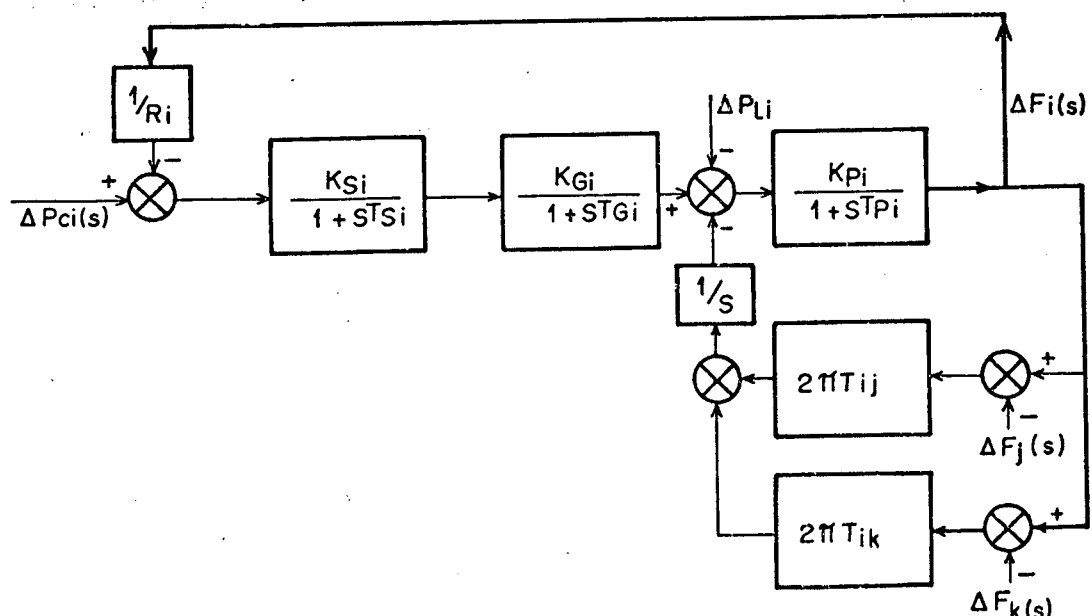 1/Ri
ΔFi(s)
ΔPLi
-
-
+
ΔPci(s)
KSi
1 + STSi
KGi
1 + STGi
+
-
KPi
1 + STPi
1/S
2πTij
+
-
ΔFj(s)
2πTik
+
-
ΔFk(s)